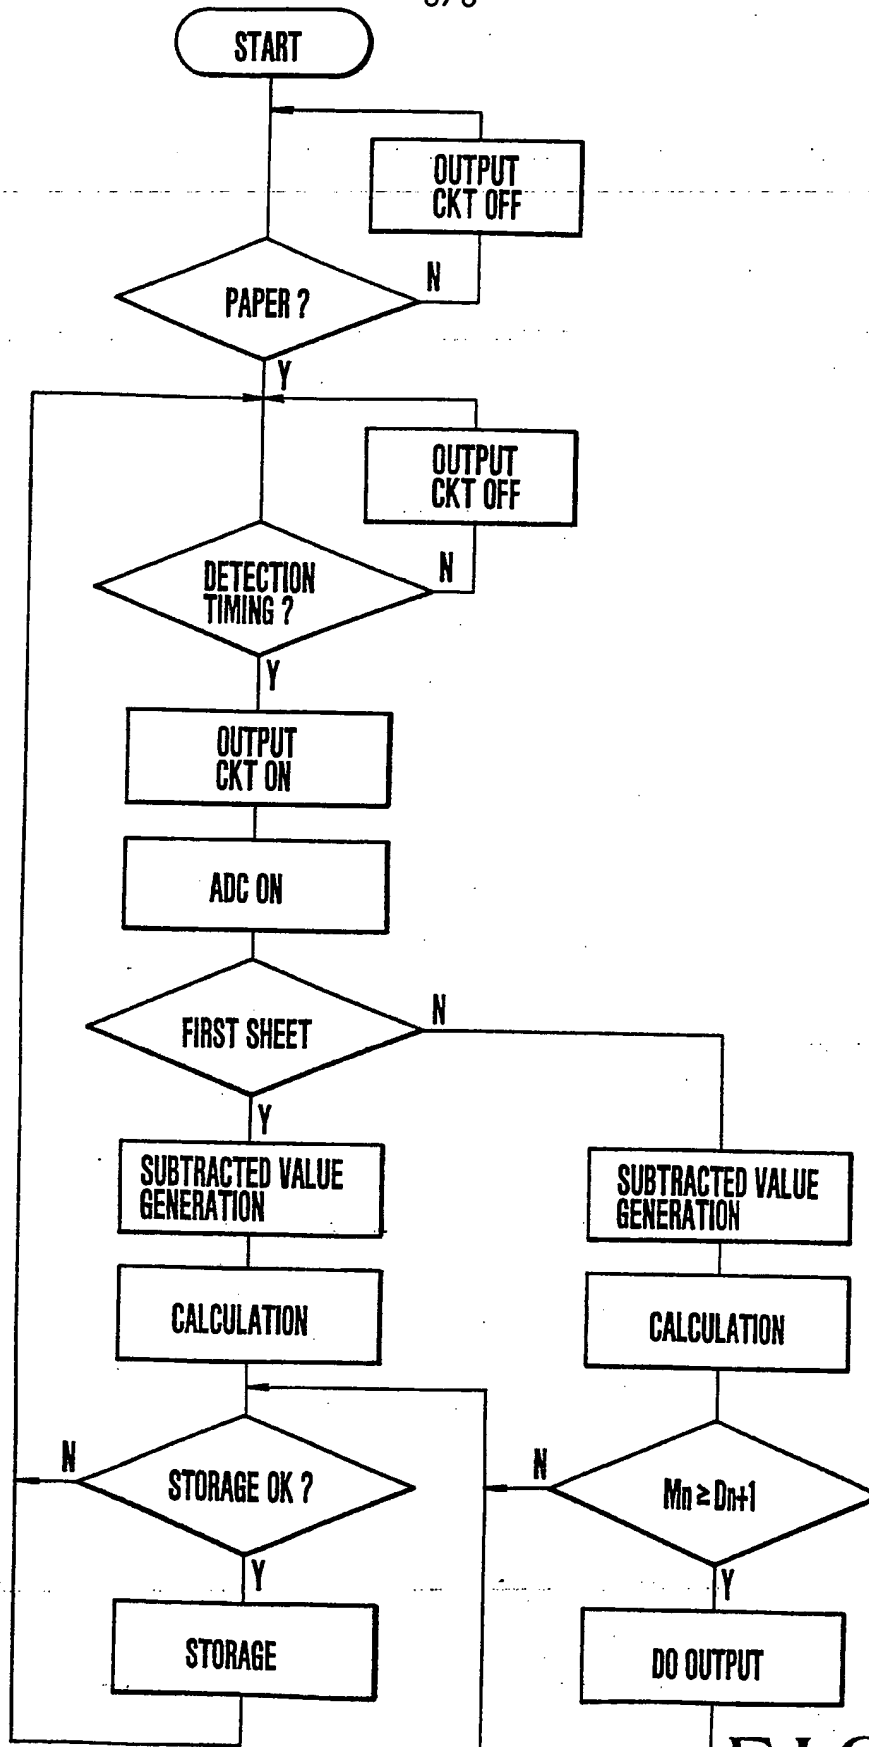 START
OUTPUT
CKT OFF
N
PAPER ?
Y
OUTPUT
CKT OFF
N
DETECTION
TIMING ?
Y
OUTPUT
CKT ON
ADC ON
N
FIRST SHEET
Y
SUBTRACTED VALUE
GENERATION
SUBTRACTED VALUE
GENERATION
CALCULATION
CALCULATION
N
STORAGE OK ?
N
Mn ≥ Dn+1
Y
Y
STORAGE
DO OUTPUT